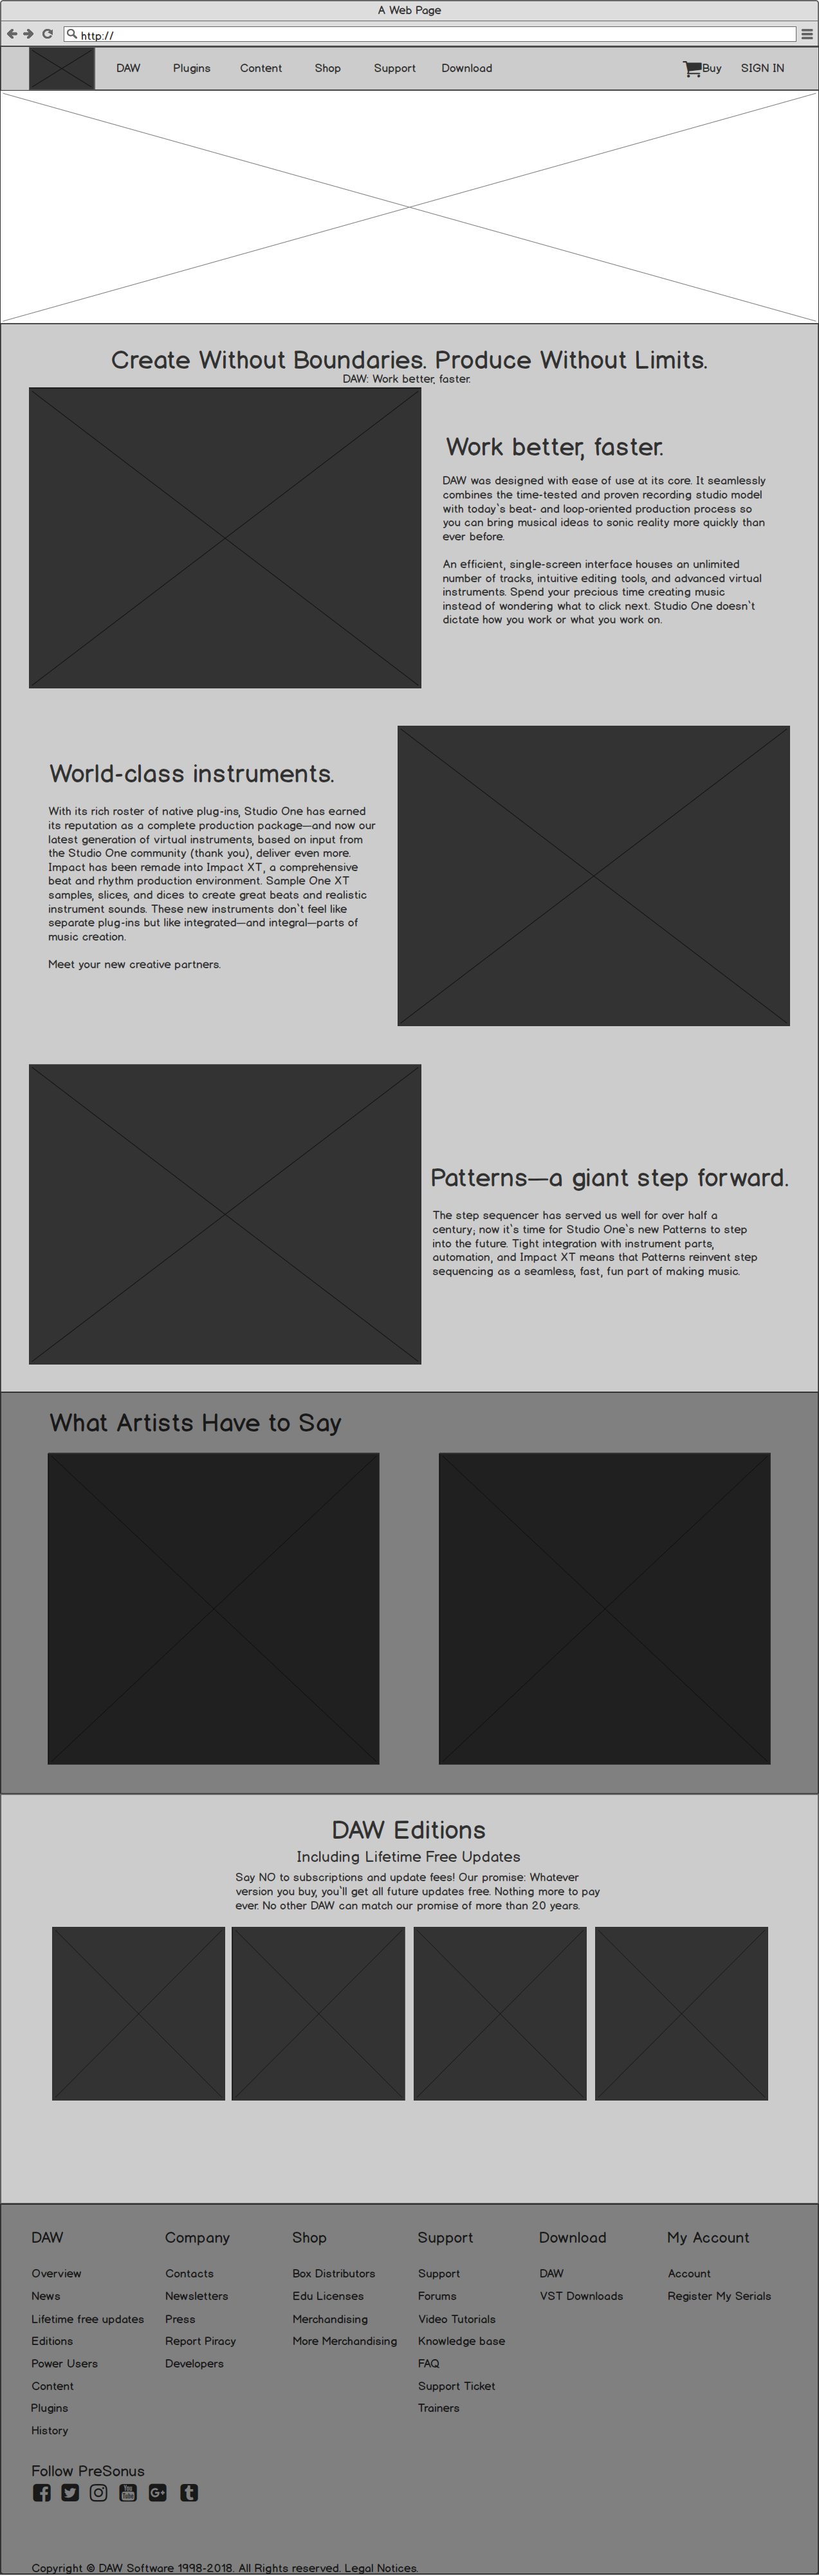 A Web Page
http://
DAW Plugins Content Shop Support Download Buy SIGN IN
Create Without Boundaries. Produce Without Limits.
DAW: Work better, faster.
Work better, faster.
DAW was designed with ease of use at its core. It seamlessly
combines the time-tested and proven recording studio model
with today`s beat- and loop-oriented production process so
you can bring musical ideas to sonic reality more quickly than
ever before.
An efficient, single-screen interface houses an unlimited
number of tracks, intuitive editing tools, and advanced virtual
instruments. Spend your precious time creating music
instead of wondering what to click next. Studio One doesn`t
dictate how you work or what you work on.
World-class instruments.
With its rich roster of native plug-ins, Studio One has earned
its reputation as a complete production package—and now our
latest generation of virtual instruments, based on input from
the Studio One community (thank you), deliver even more.
Impact has been remade into Impact XT, a comprehensive
beat and rhythm production environment. Sample One XT
samples, slices, and dices to create great beats and realistic
instrument sounds. These new instruments don`t feel like
separate plug-ins but like integrated—and integral—parts of
music creation.
Meet your new creative partners.
Patterns—a giant step forward.
The step sequencer has served us well for over half a
century; now it`s time for Studio One`s new Patterns to step
into the future. Tight integration with instrument parts,
automation, and Impact XT means that Patterns reinvent step
sequencing as a seamless, fast, fun part of making music.
What Artists Have to Say
DAW Editions
Including Lifetime Free Updates
Say NO to subscriptions and update fees! Our promise: Whatever
version you buy, you'll get all future updates free. Nothing more to pay
ever. No other DAW can match our promise of more than 20 years.
DAW
Overview
News
Lifetime free updates
Editions
Power Users
Content
Plugins
History
Company
Contacts
Newsletters
Press
Report Piracy
Developers
Shop
Box Distributors
Edu Licenses
Merchandising
More Merchandising
Support
Support
Forums
Video Tutorials
Knowledge base
FAQ
Support Ticket
Trainers
Download
DAW
VST Downloads
My Account
Account
Register My Serials
Follow PreSonus
You Tube
G+
Copyright © DAW Software 1998-2018. All Rights reserved. Legal Notices.